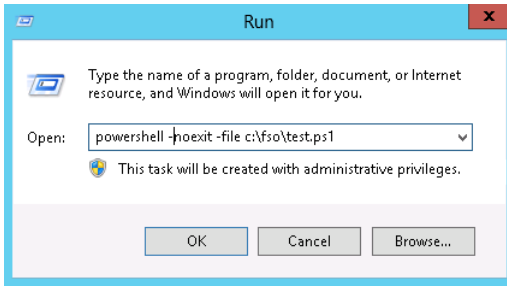 Run
x
Type the name of a program, folder, document, or Internet
resource, and Windows will open it for you.
Open: powershell -noexit -file c:\fso\test.ps1
This task will be created with administrative privileges.
OK Cancel Browse...